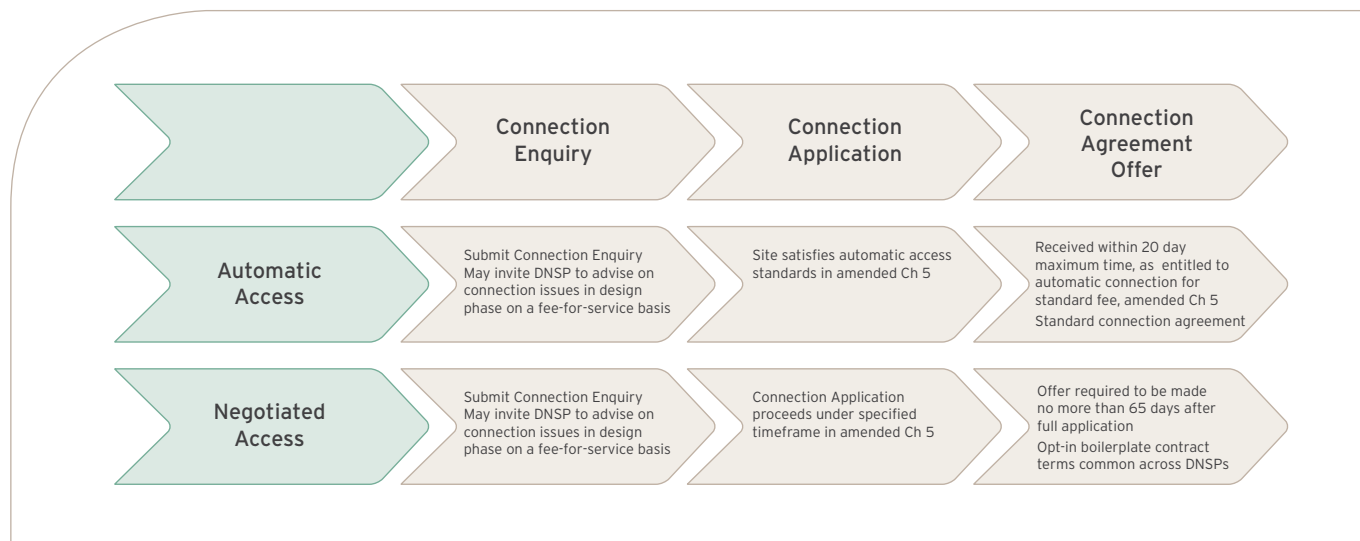 Connection
Enquiry
Connection
Application
Connection
Agreement
Offer
Automatic
Access
Submit Connection Enquiry
May invite DNSP to advise on
connection issues in design
phase on a fee-for-service basis
Site satisfies automatic access
standards in amended Ch 5
Received within 20 day
maximum time, as entitled to
automatic connection for
standard fee, amended Ch 5
Standard connection agreement
Negotiated
Access
Submit Connection Enquiry
May invite DNSP to advise on
connection issues in design
phase on a fee-for-service basis
Connection Application
proceeds under specified
timeframe in amended Ch 5
Offer required to be made
no more than 65 days after
full application
Opt-in boilerplate contract
terms common across DNSPs